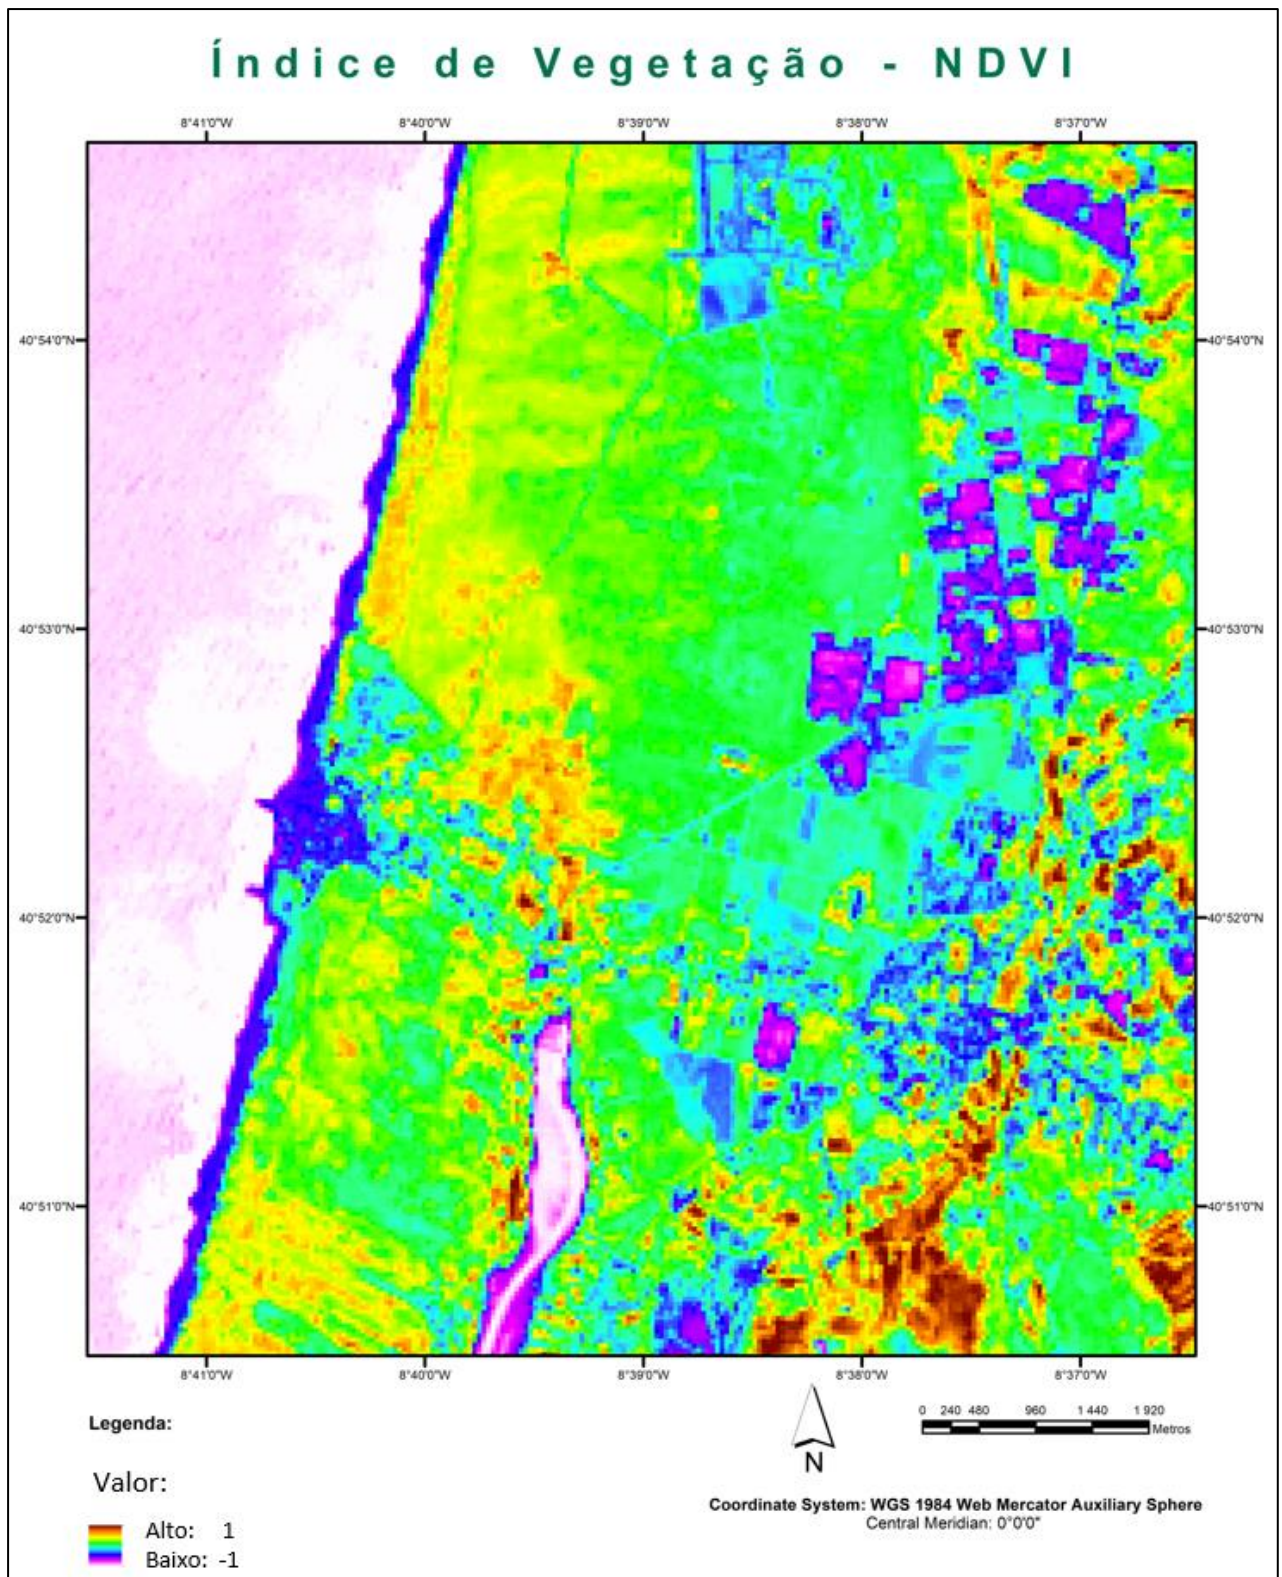 Índice de Vegetação - NDVI
8°41'0"W 8°40'0"W 8°39'0"W 8°38'0"W 8°37'0"W
40°54'0"N 40°54'0"N
40°53'0"N 40°53'0"N
40°52'0"N 40°52'0"N
40°51'0"N 40°51'0"N
8°41'0"W 8°40'0"W 8°39'0"W 8°38'0"W 8°37'0"W
Legenda:
0 240 480 960 1 440 1 920
Metros
N
Valor:
Coordinate System: WGS 1984 Web Mercator Auxiliary Sphere
Central Meridian: 0°0'0"
Alto: 1
Baixo: -1